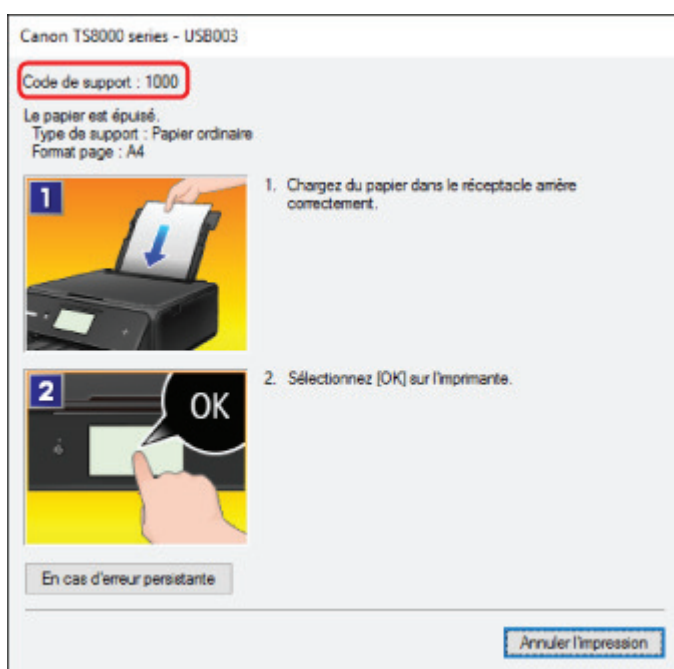 Canon TS8000 series - USB003
Code de support : 1000
Le papier est épuisé.
Type de support : Papier ordinaire
Format page : A4
1
1. Chargez du papier dans le réceptacle arrière
correctement.
2
OK
2. Sélectionnez [OK] sur l'imprimante.
En cas d'erreur persistante
Annuler l'impression